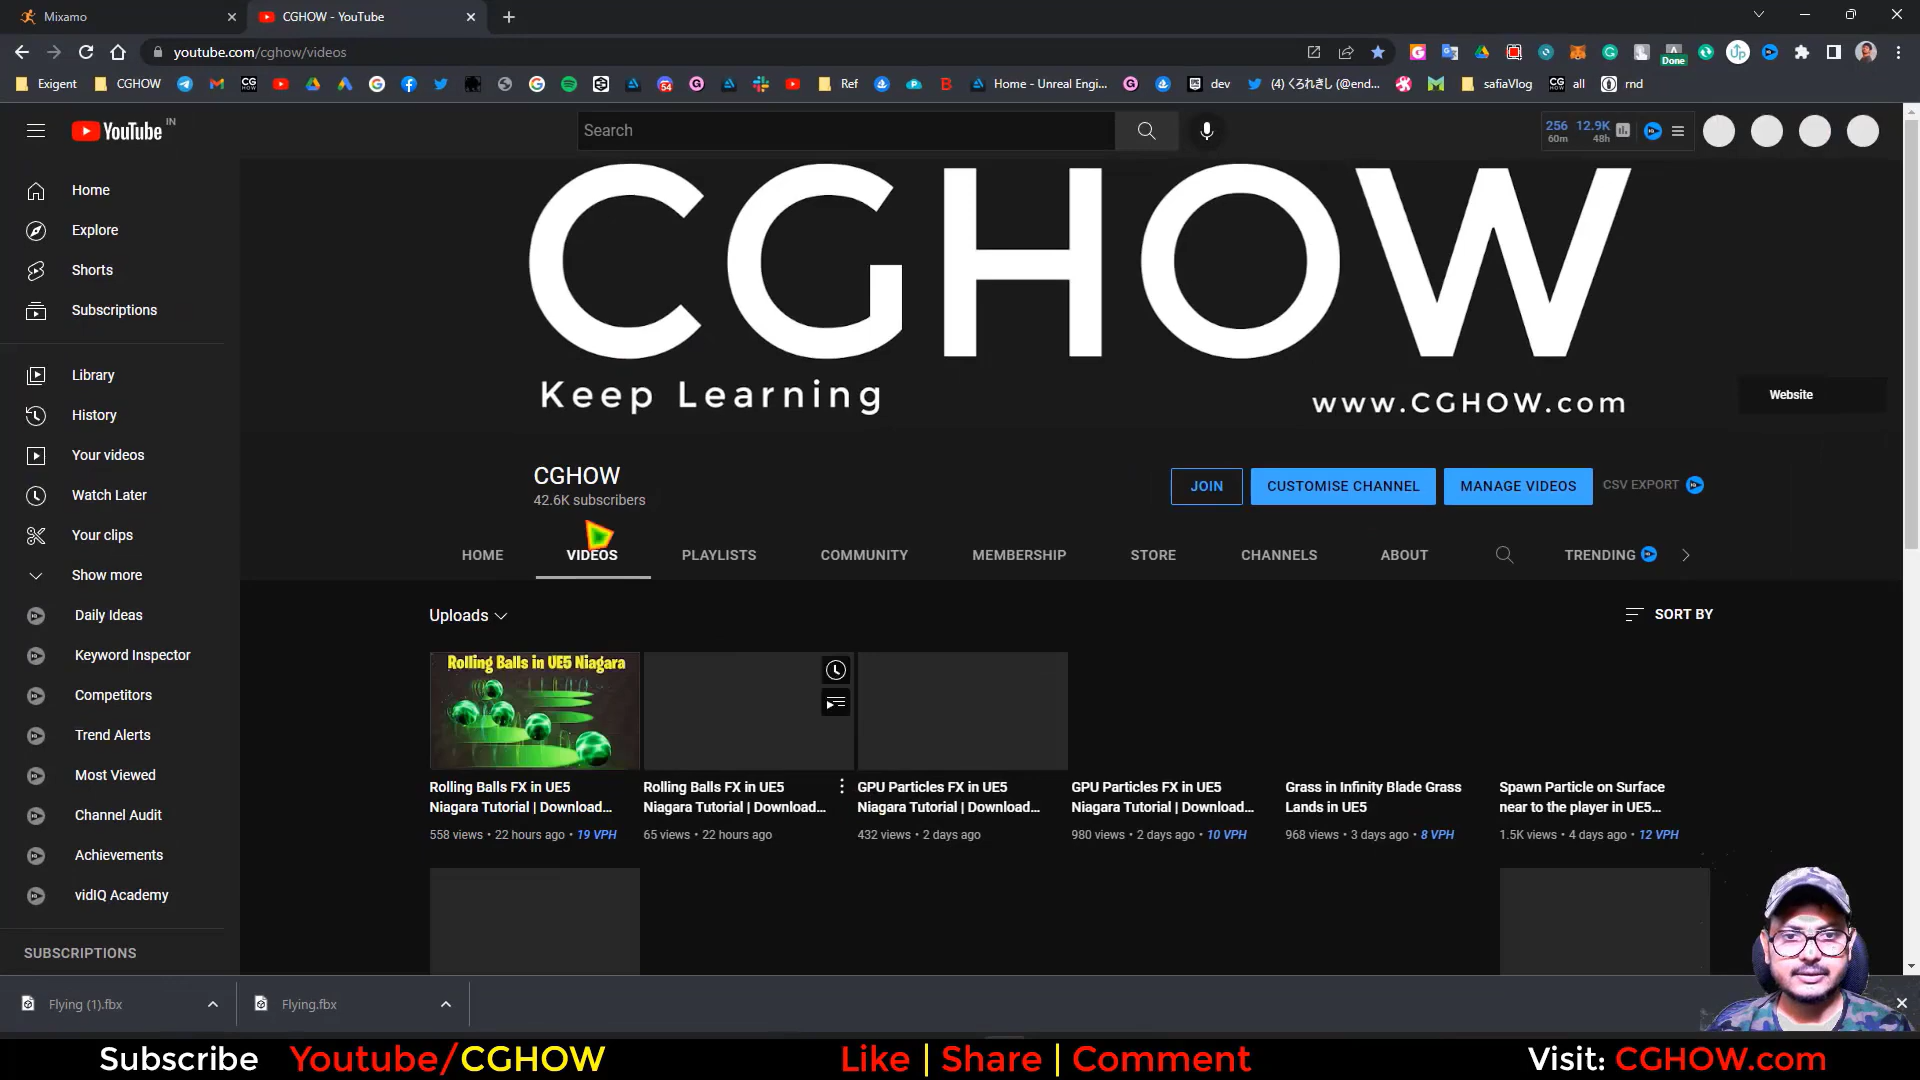 Mixamo
CGHOW - YouTube
youtube.com/cghow/videos
Done
Exigent
CGHOW
54
Ref
Home - Unreal Engi...
dev
(4) くろれきし (@end...
safiaVlog
all
rnd
YouTube IN
Search
256 12.9K
60m 48h
Home
Explore
Shorts
Subscriptions
Library
History
Your videos
Watch Later
Your clips
Show more
Daily Ideas
Keyword Inspector
Competitors
Trend Alerts
Most Viewed
Channel Audit
Achievements
vidIQ Academy
SUBSCRIPTIONS
CGHOW
Keep Learning
www.CGHOW.com
Website
CGHOW
42.6K subscribers
JOIN
CUSTOMISE CHANNEL
MANAGE VIDEOS
CSV EXPORT
HOME
VIDEOS
PLAYLISTS
COMMUNITY
MEMBERSHIP
STORE
CHANNELS
ABOUT
TRENDING
Uploads
SORT BY
Rolling Balls in UE5 Niagara
Rolling Balls FX in UE5
Niagara Tutorial | Download...
558 views • 22 hours ago • 19 VPH
Rolling Balls FX in UE5
Niagara Tutorial | Download...
65 views • 22 hours ago
GPU Particles FX in UE5
Niagara Tutorial | Download...
432 views • 2 days ago
GPU Particles FX in UE5
Niagara Tutorial | Download...
980 views • 2 days ago • 10 VPH
Grass in Infinity Blade Grass
Lands in UE5
968 views • 3 days ago • 8 VPH
Spawn Particle on Surface
near to the player in UE5...
1.5K views • 4 days ago • 12 VPH
Flying (1).fbx
Flying.fbx
Subscribe Youtube/CGHOW
Like | Share | Comment
Visit: CGHOW.com